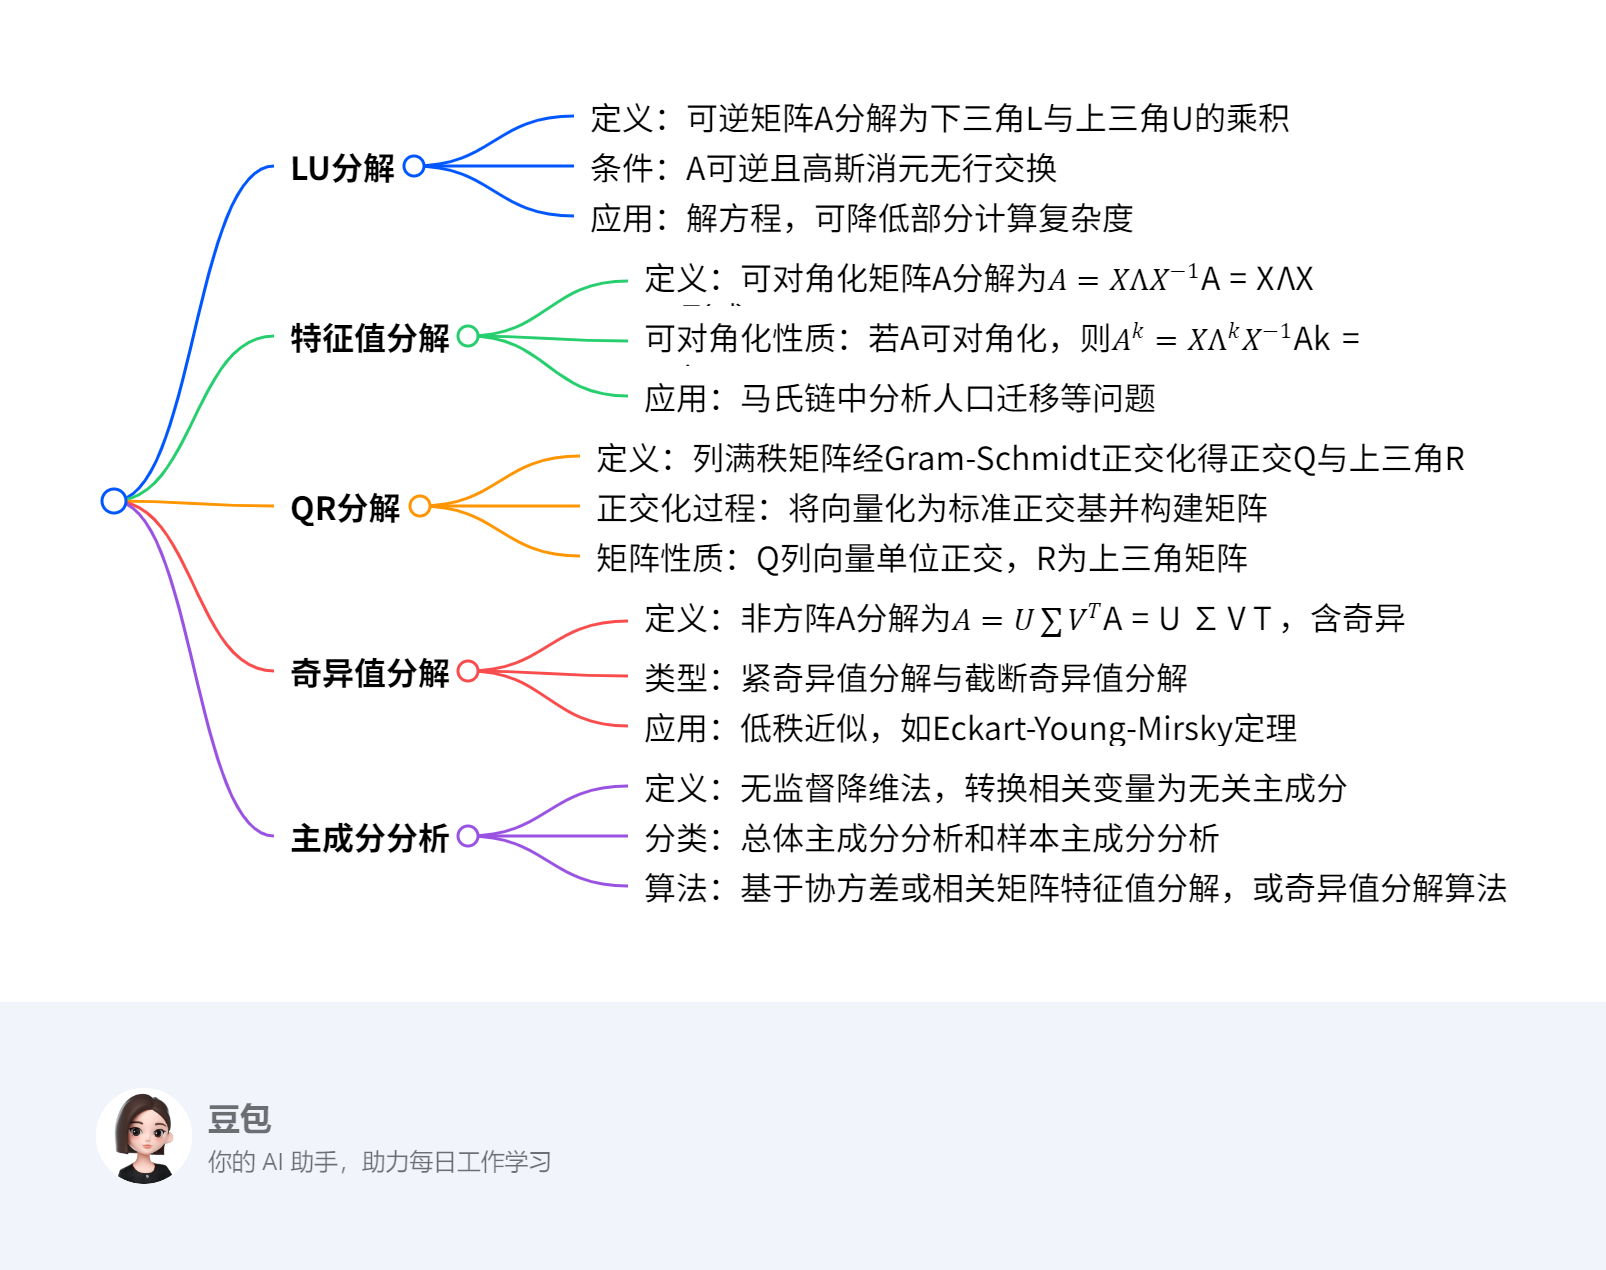 LU分解
定义：可逆矩阵A分解为下三角L与上三角U的乘积
条件：A可逆且高斯消元无行交换
应用：解方程，可降低部分计算复杂度
特征值分解
定义：可对角化矩阵A分解为A = XΛX⁻¹A = XΛX
可对角化性质：若A可对角化，则Aᵏ = XΛᵏX⁻¹Ak =
应用：马氏链中分析人口迁移等问题
QR分解
定义：列满秩矩阵经Gram-Schmidt正交化得正交Q与上三角R
正交化过程：将向量化为标准正交基并构建矩阵
矩阵性质：Q列向量单位正交，R为上三角矩阵
奇异值分解
定义：非方阵A分解为A = U∑VᵀA = U Σ V T，含奇异
类型：紧奇异值分解与截断奇异值分解
应用：低秩近似，如Eckart-Young-Mirsky定理
主成分分析
定义：无监督降维法，转换相关变量为无关主成分
分类：总体主成分分析和样本主成分分析
算法：基于协方差或相关矩阵特征值分解，或奇异值分解算法
豆包
你的 AI 助手，助力每日工作学习